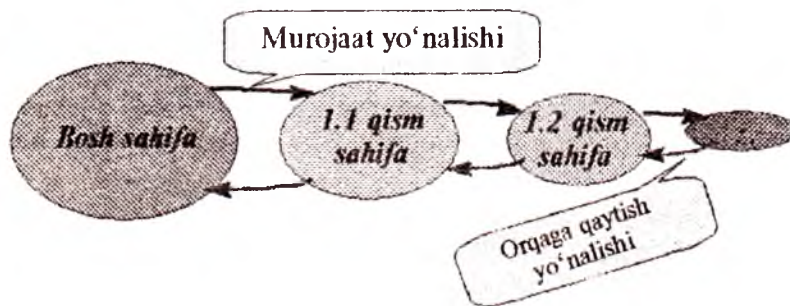 Murojaat yo‘nalishi
Bosh sahifa
1.1 qism
sahifa
1.2 qism
sahifa
Orqaga qaytish
yo‘nalishi